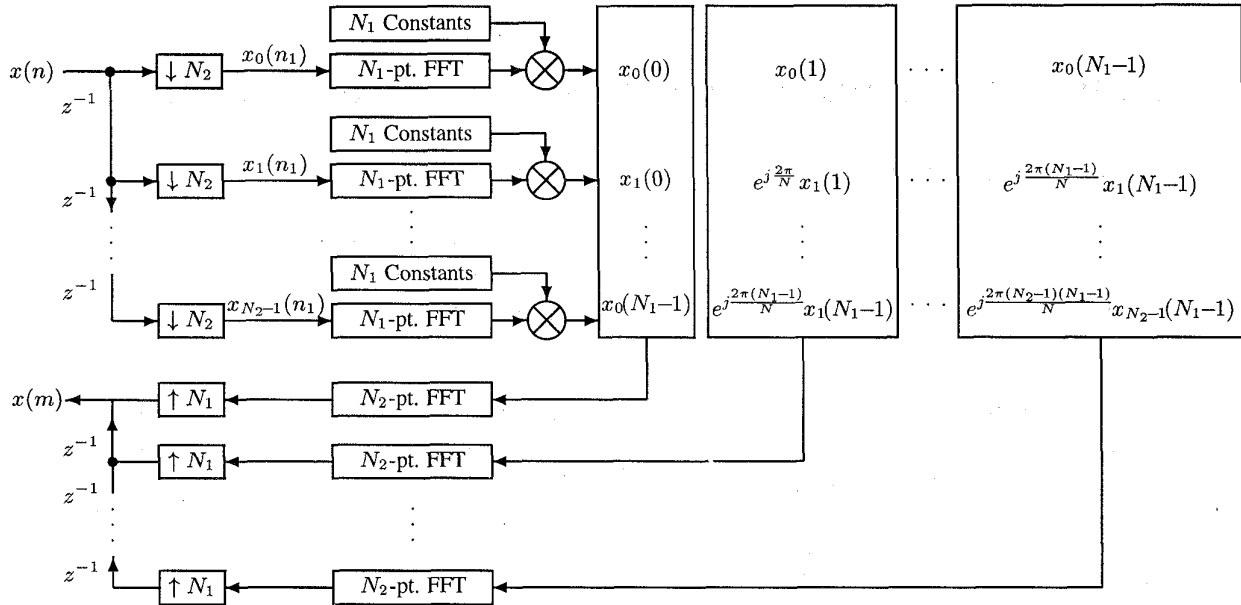 N₁ Constants
x(n) ↓ N₂ x₀(n₁) N₁-pt. FFT x₀(0) x₀(1) · · · x₀(N₁−1)
z⁻¹
N₁ Constants
↓ N₂ x₁(n₁) N₁-pt. FFT x₁(0) e^{j\frac{2π}{N}} x₁(1) · · · e^{j\frac{2π(N₁−1)}{N}} x₁(N₁−1)
z⁻¹
N₁ Constants
z⁻¹
↓ N₂ x_{N₂−1}(n₁) N₁-pt. FFT x₀(N₁−1) e^{j\frac{2π(N₁−1)}{N}} x₁(N₁−1) · · · e^{j\frac{2π(N₂−1)(N₁−1)}{N}} x_{N₂−1}(N₁−1)
x(m) ↑ N₁ N₂-pt. FFT
z⁻¹
↑ N₁ N₂-pt. FFT
z⁻¹
z⁻¹
↑ N₁ N₂-pt. FFT